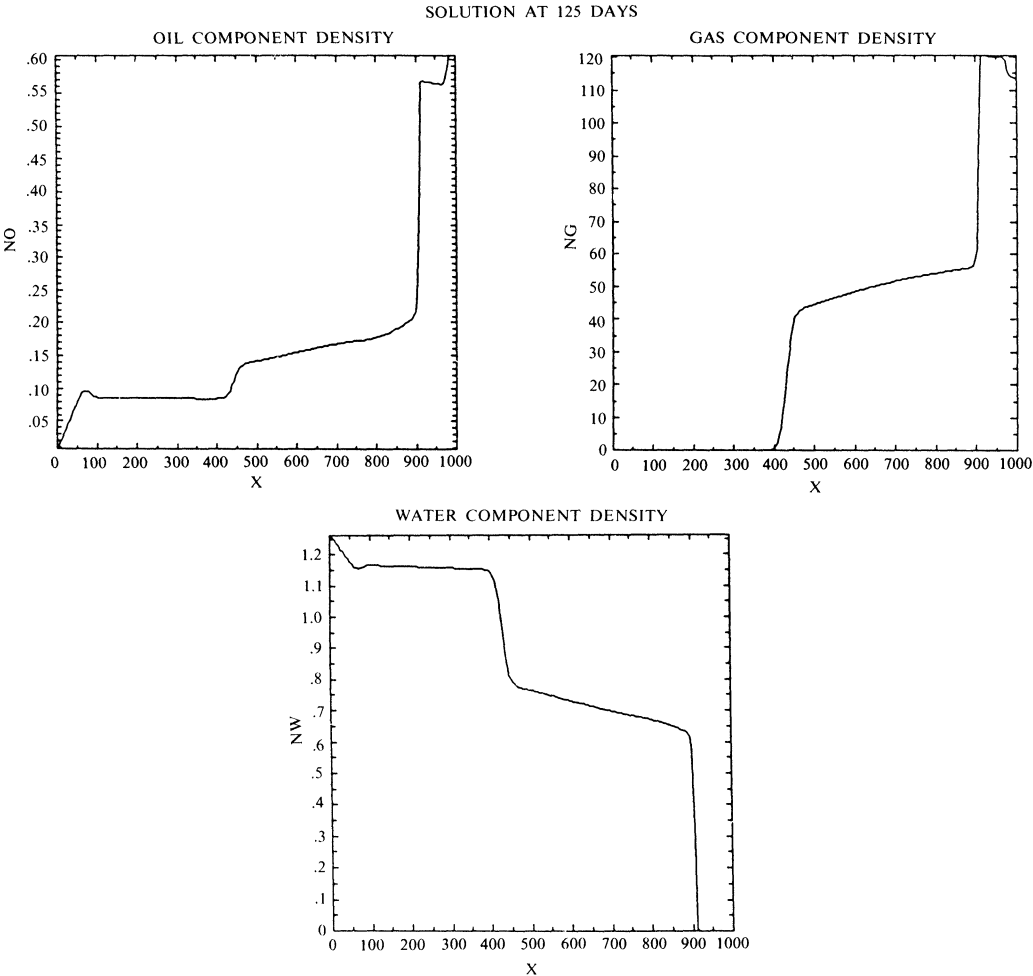 SOLUTION AT 125 DAYS
OIL COMPONENT DENSITY
.60
.55
.50
.45
.40
.35
.30
.25
.20
.15
.10
.05
NO
0 100 200 300 400 500 600 700 800 900 1000
X
GAS COMPONENT DENSITY
120
110
100
90
80
70
60
50
40
30
20
10
0
NG
0 100 200 300 400 500 600 700 800 900 1000
X
WATER COMPONENT DENSITY
1.2
1.1
1.0
.9
.8
.7
.6
.5
.4
.3
.2
.1
0
NW
0 100 200 300 400 500 600 700 800 900 1000
X